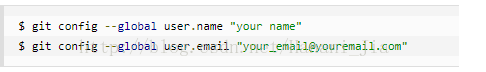 $ git config --global user.name "your name"
$ git config --global user.email "your_email@youremail.com"